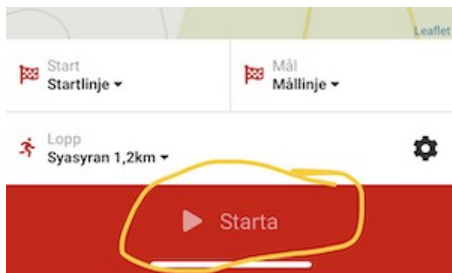 Leaflet
Start
Startlinje
Mål
Mållinje
Lopp
Syasyran 1,2km
Starta